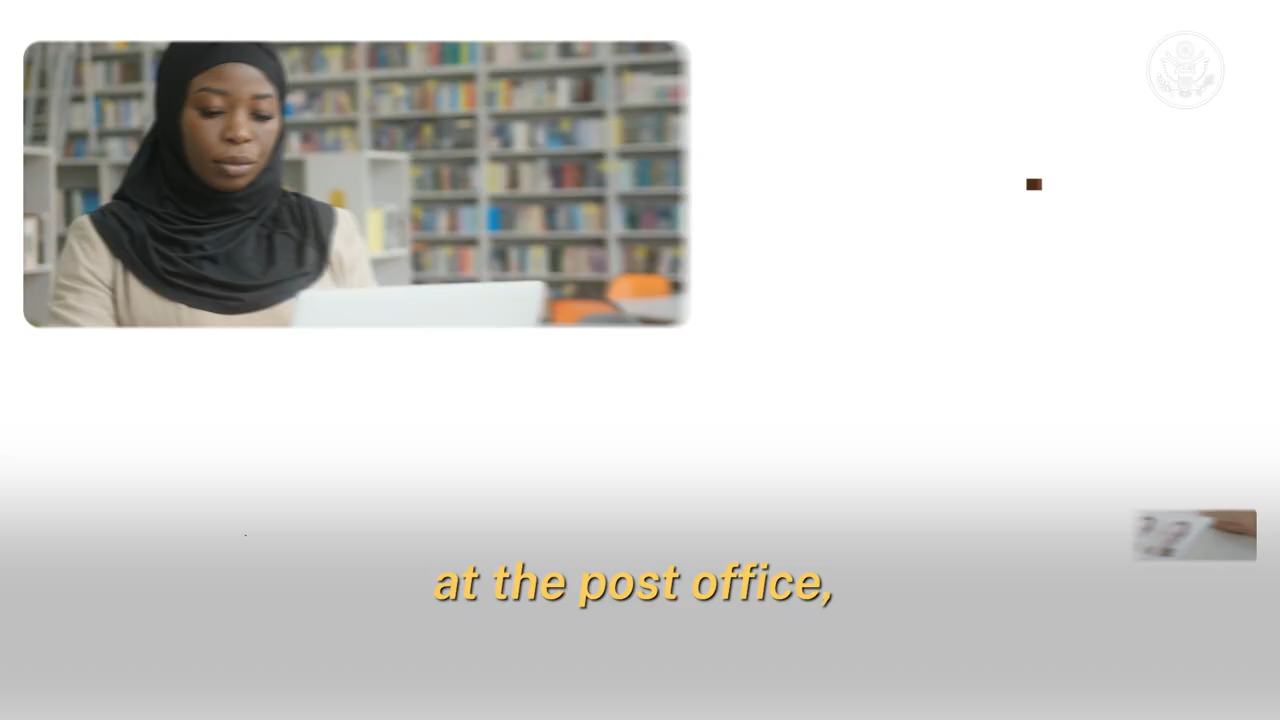 at the post office,